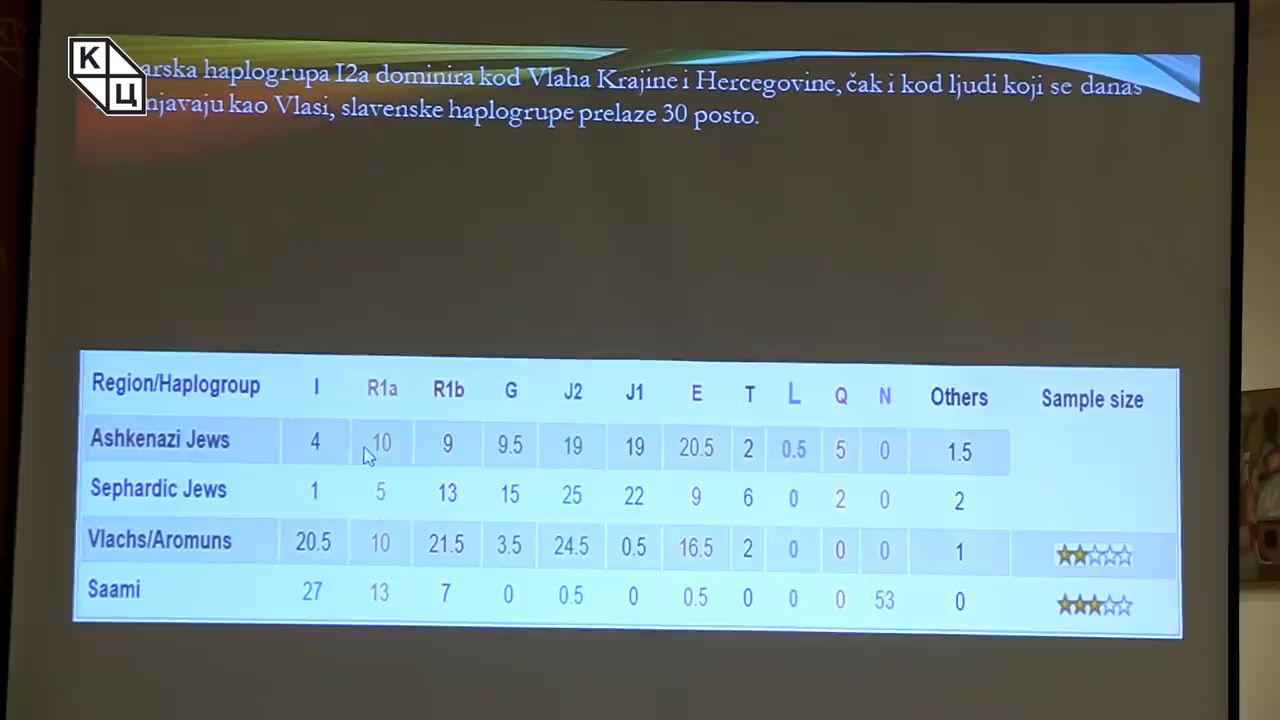 К
Ц
haplogrupa I2a dominira kod Vlaha Krajine i Hercegovine, čak i kod ljudi koji se danas
kao Vlasi, slavenske haplogrupe prelaze 30 posto.
Region/Haplogroup I R1a R1b G J2 J1 E T L Q N Others Sample size
Ashkenazi Jews 4 10 9 9.5 19 19 20.5 2 0.5 5 0 1.5
Sephardic Jews 1 5 13 15 25 22 9 6 0 2 0 2
Vlachs/Aromuns 20.5 10 21.5 3.5 24.5 0.5 16.5 2 0 0 0 1
Saami 27 13 7 0 0.5 0 0.5 0 0 0 53 0